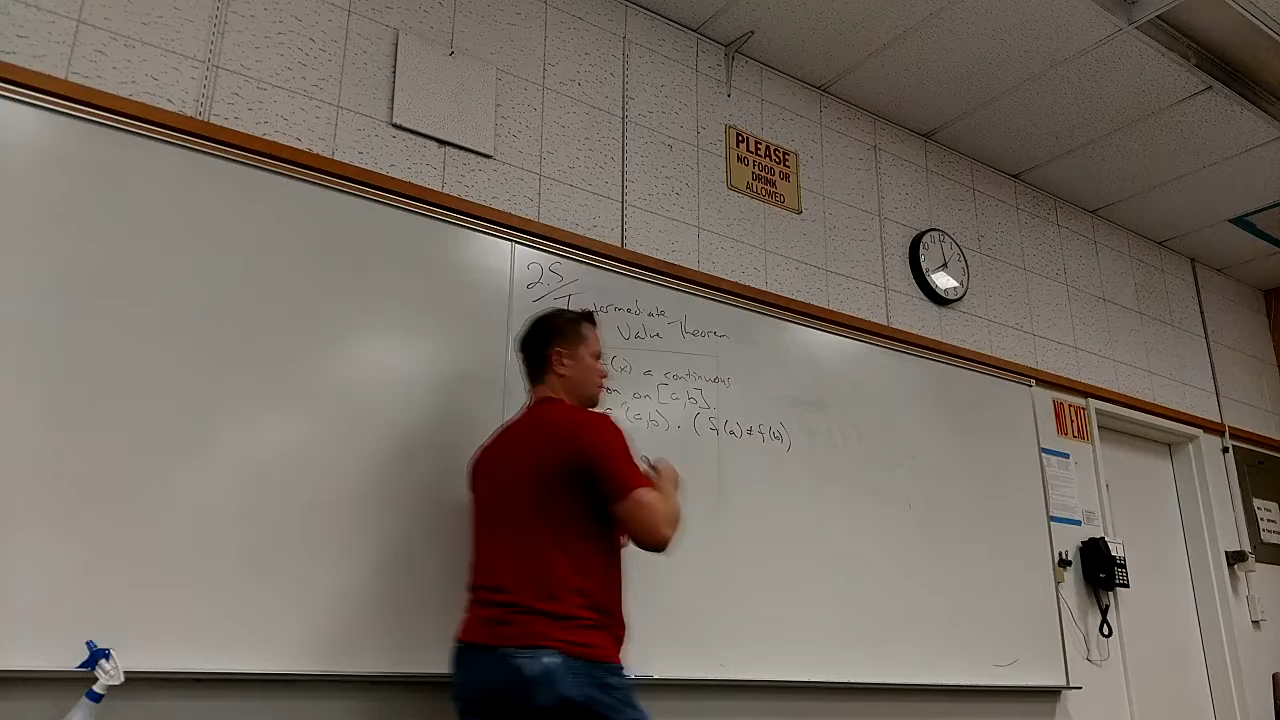 PLEASE
NO FOOD OR
DRINK
ALLOWED
2.5/
Intermediate
Value Theorem
f(x) a continuous
on [a,b].
(a,b). (f(a)≠f(b))
NO EXIT